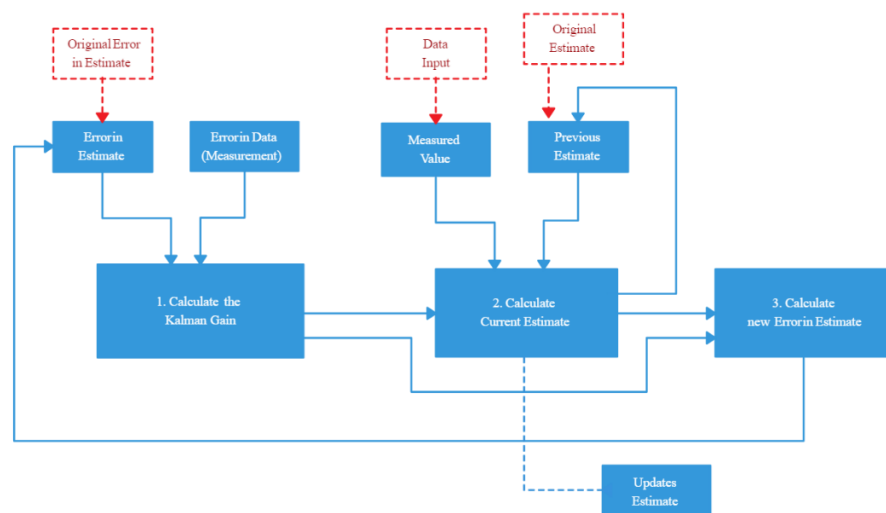 Original Error
in Estimate
Data
Input
Original
Estimate
Errorin
Estimate
Errorin Data
(Measurement)
Measured
Value
Previous
Estimate
1. Calculate the
Kalman Gain
2. Calculate
Current Estimate
3. Calculate
new Errorin Estimate
Updates
Estimate